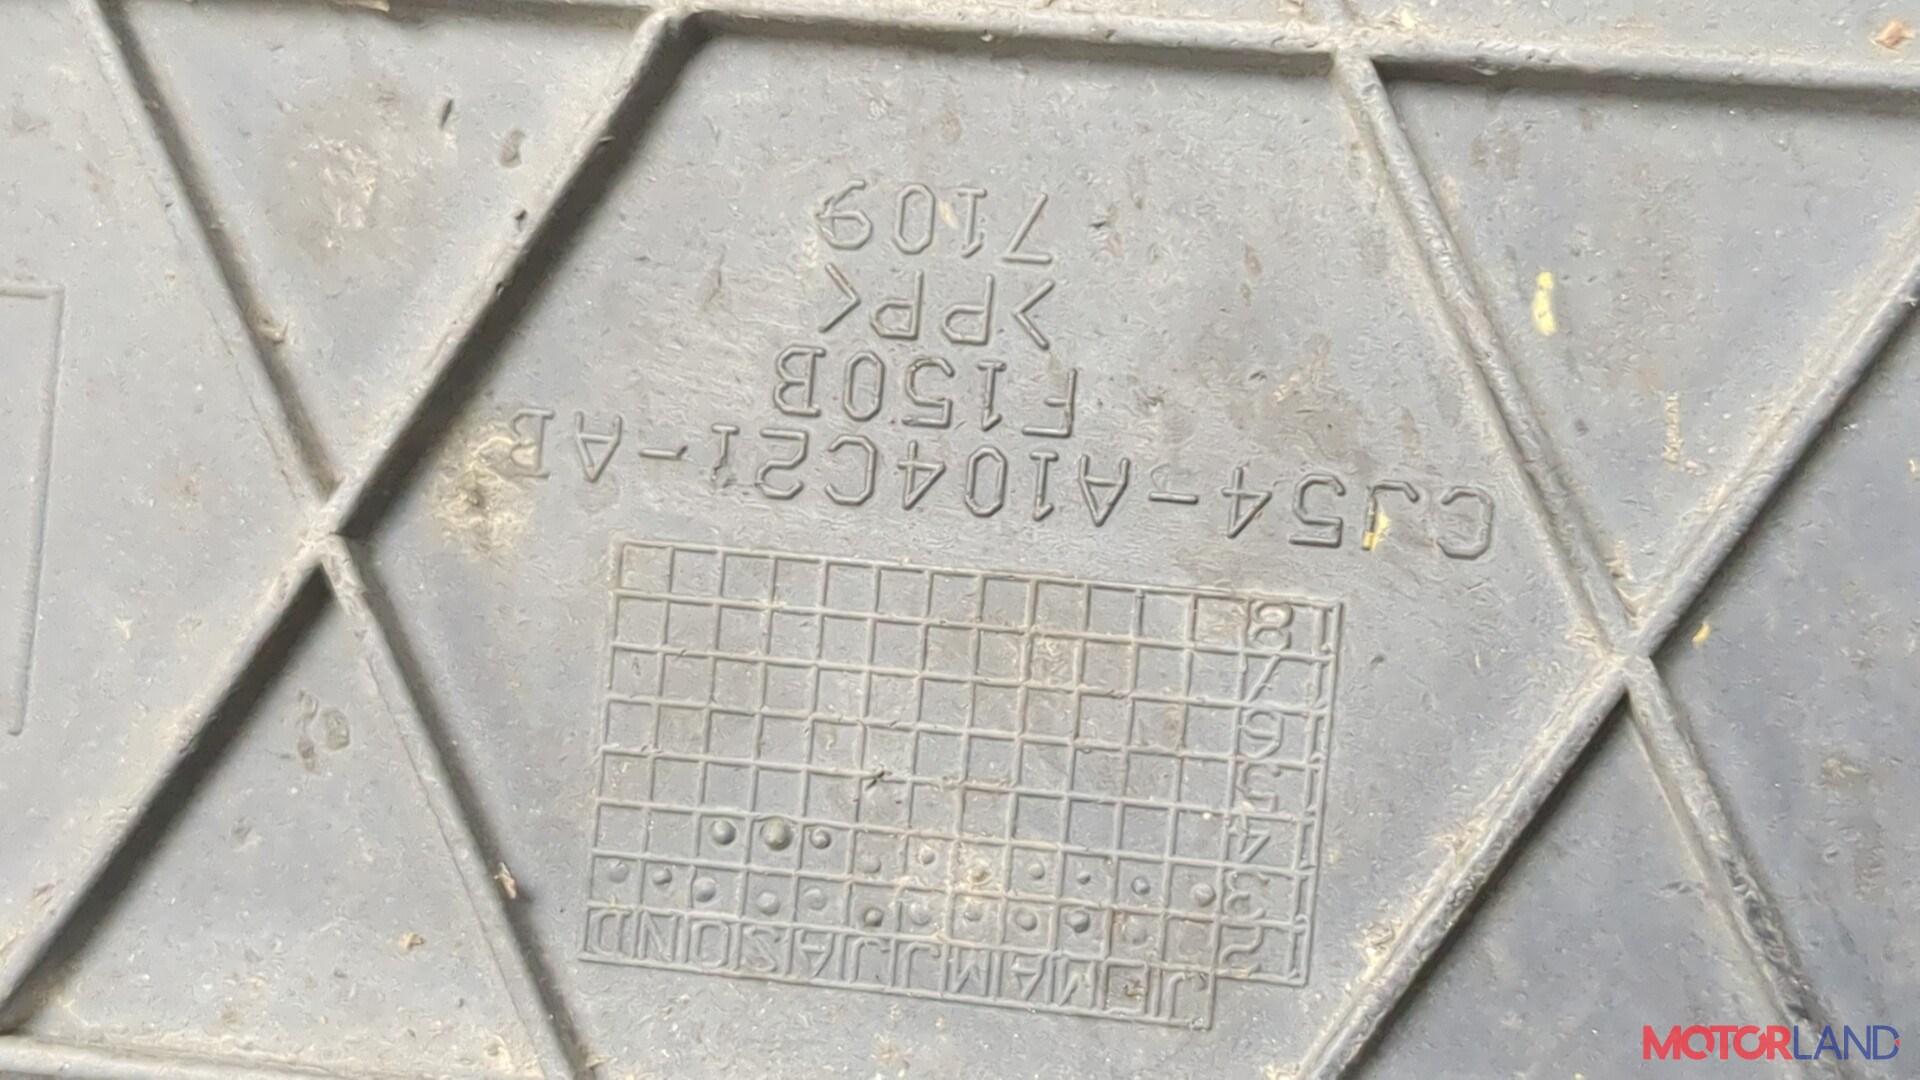 JFMAMJJASOND
12
13
14
15
16
17
18
CJ54-A104C21-AB
F150B
>PP<
7109
MOTORLAND